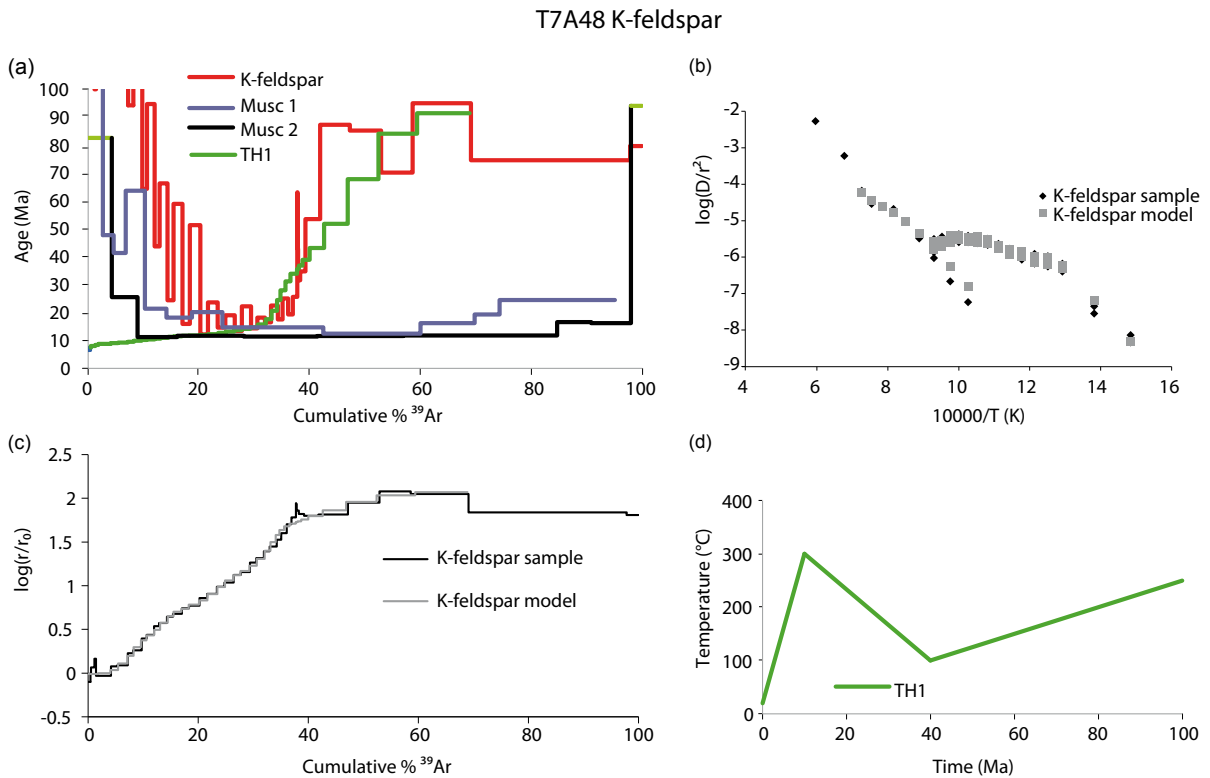 T7A48 K-feldspar
(a)
K-feldspar
Musc 1
Musc 2
TH1
100
90
80
70
60
50
40
30
20
10
0
Age (Ma)
0 20 40 60 80 100
Cumulative % ³⁹Ar
(b)
-2
-3
-4
-5
-6
-7
-8
-9
log(D/r²)
K-feldspar sample
K-feldspar model
4 6 8 10 12 14 16
10000/T (K)
(c)
2.5
2
1.5
1
0.5
0
-0.5
log(r/r₀)
K-feldspar sample
K-feldspar model
0 20 40 60 80 100
Cumulative % ³⁹Ar
(d)
400
300
200
100
0
Temperature (°C)
TH1
0 20 40 60 80 100
Time (Ma)